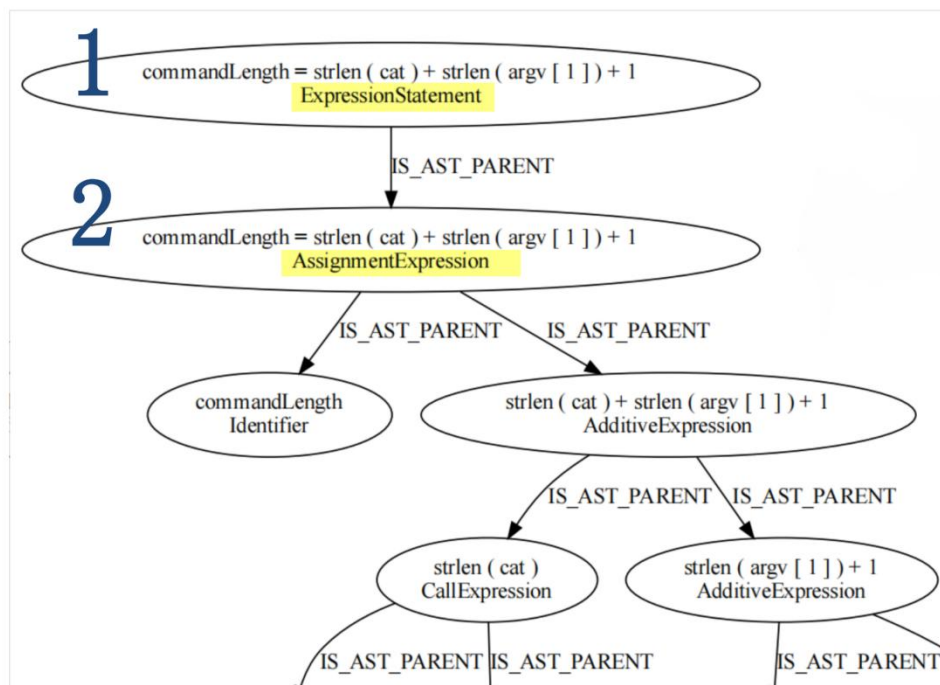 1
commandLength = strlen ( cat ) + strlen ( argv [ 1 ] ) + 1
ExpressionStatement
IS_AST_PARENT
2
commandLength = strlen ( cat ) + strlen ( argv [ 1 ] ) + 1
AssignmentExpression
IS_AST_PARENT IS_AST_PARENT
commandLength
Identifier
strlen ( cat ) + strlen ( argv [ 1 ] ) + 1
AdditiveExpression
IS_AST_PARENT IS_AST_PARENT
strlen ( cat )
CallExpression
strlen ( argv [ 1 ] ) + 1
AdditiveExpression
IS_AST_PARENT IS_AST_PARENT IS_AST_PARENT